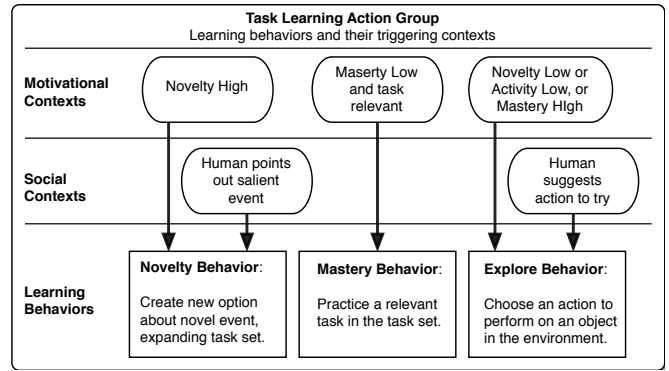 Task Learning Action Group
Learning behaviors and their triggering contexts
Motivational
Contexts
Novelty High
Maserty Low
and task
relevant
Novelty Low or
Activity Low, or
Mastery HIgh
Social
Contexts
Human points
out salient
event
Human
suggests
action to try
Learning
Behaviors
Novelty Behavior:
Create new option
about novel event,
expanding task set.
Mastery Behavior:
Practice a relevant
task in the task set.
Explore Behavior:
Choose an action to
perform on an object
in the environment.